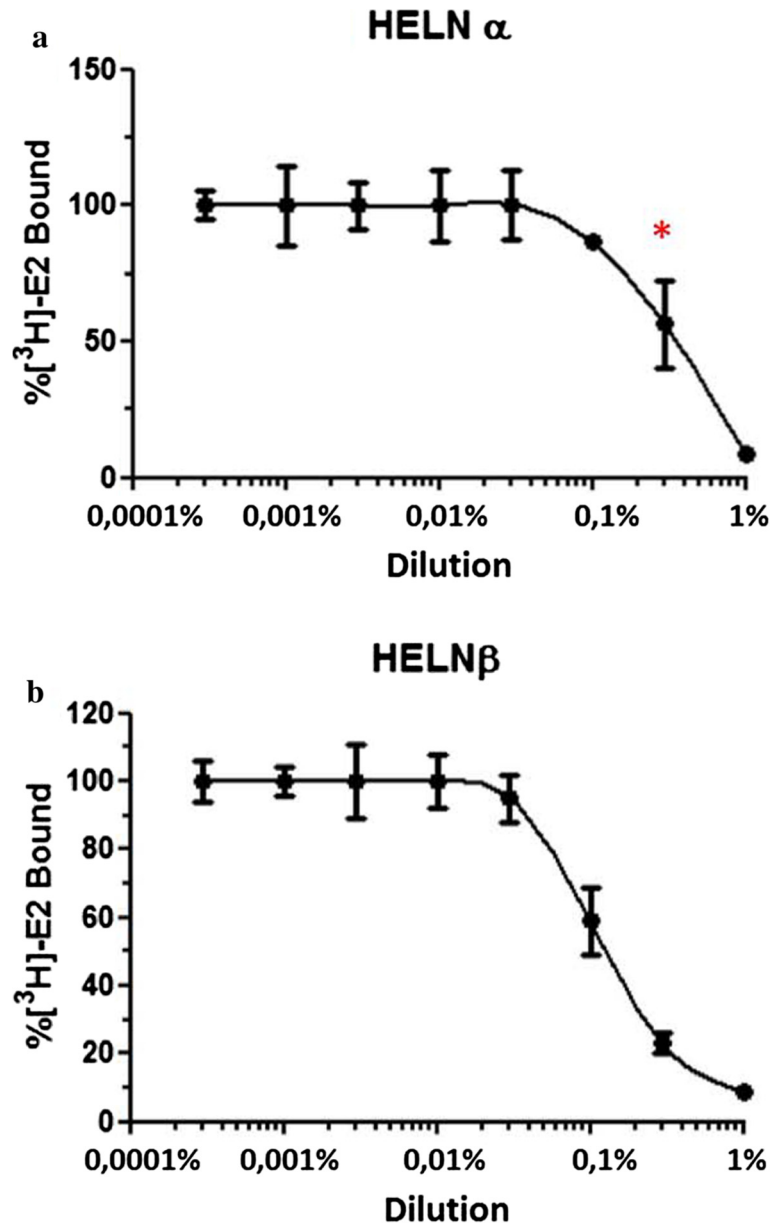 a
HELN α
150
100
50
0
%[³H]-E2 Bound
*
0,0001% 0,001% 0,01% 0,1% 1%
Dilution
b
HELNβ
120
100
80
60
40
20
0
%[³H]-E2 Bound
0,0001% 0,001% 0,01% 0,1% 1%
Dilution